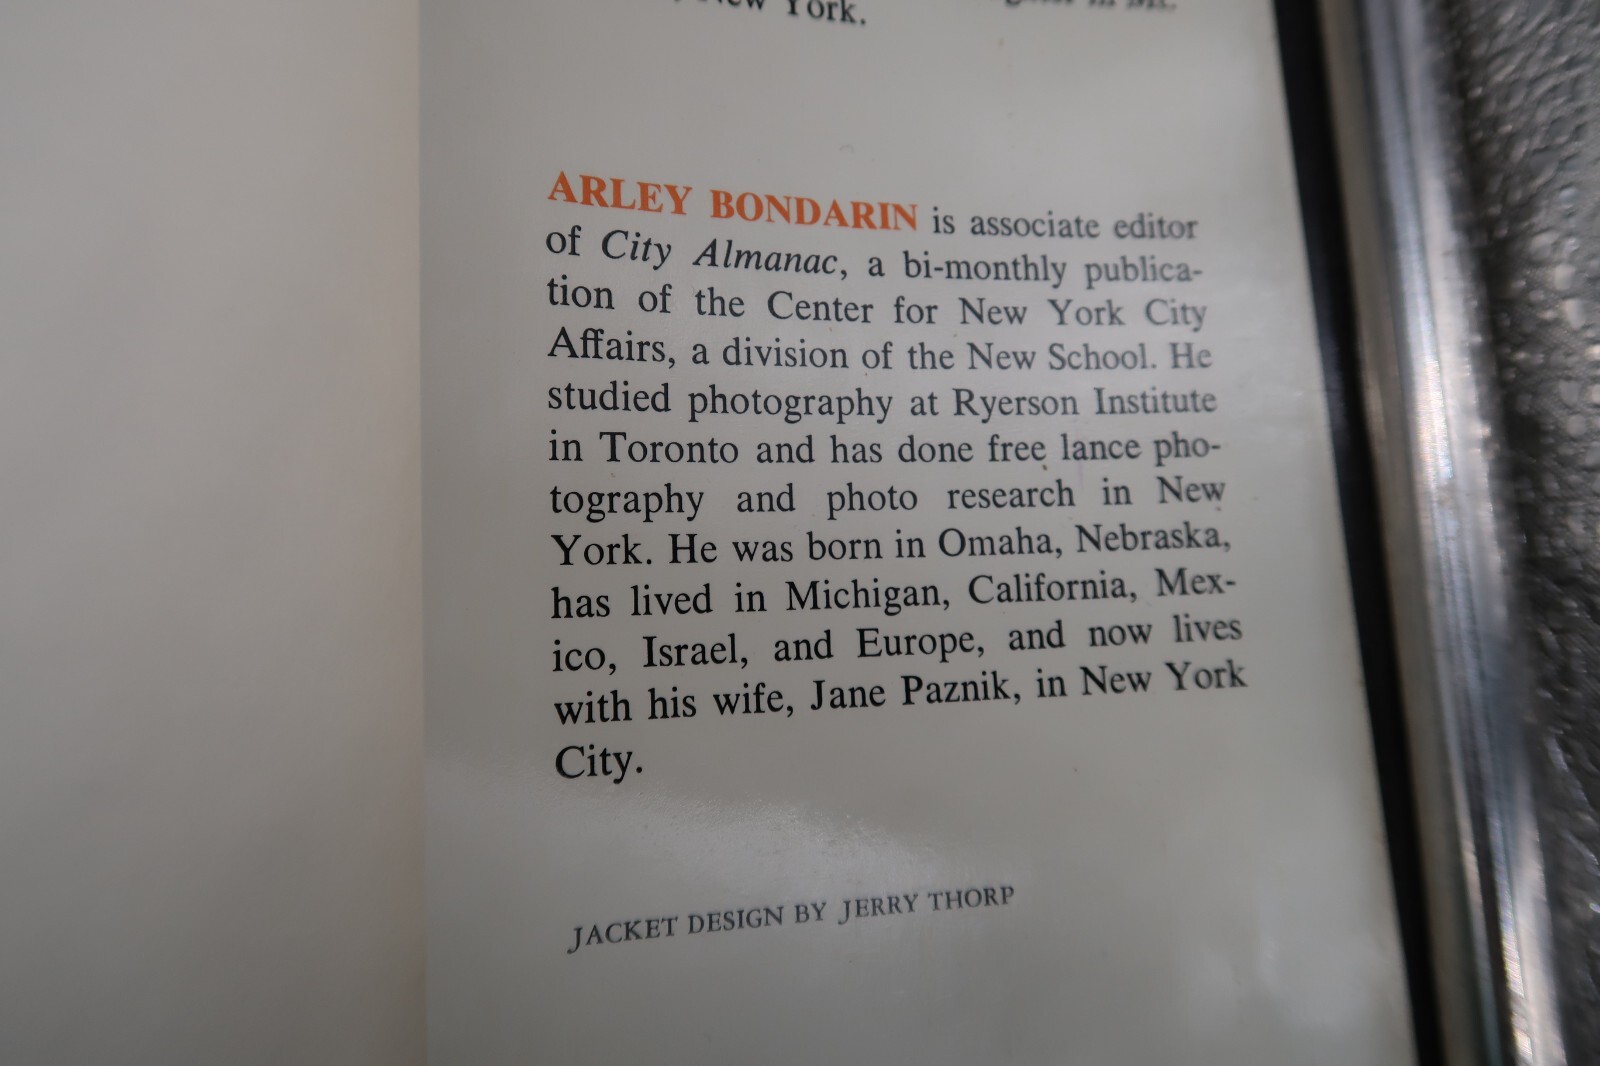 New York.
ARLEY BONDARIN is associate editor
of City Almanac, a bi-monthly publica-
tion of the Center for New York City
Affairs, a division of the New School. He
studied photography at Ryerson Institute
in Toronto and has done free lance pho-
tography and photo research in New
York. He was born in Omaha, Nebraska,
has lived in Michigan, California, Mex-
ico, Israel, and Europe, and now lives
with his wife, Jane Paznik, in New York
City.
JACKET DESIGN BY JERRY THORP